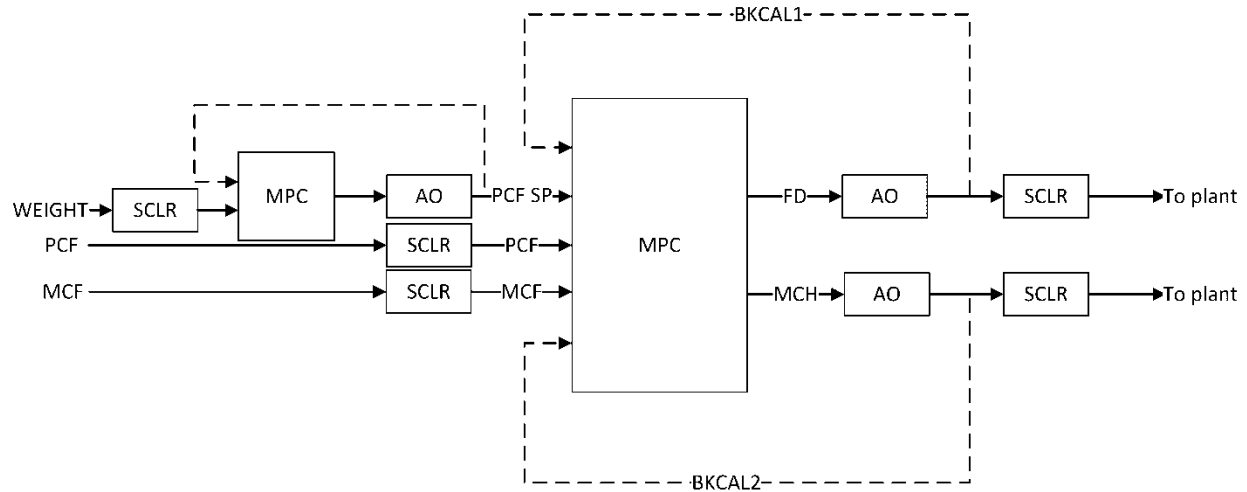 BKCAL1
MPC
AO
PCF SP
FD
AO
SCLR
To plant
WEIGHT
SCLR
PCF
SCLR
PCF
MPC
MCF
SCLR
MCF
MCH
AO
SCLR
To plant
BKCAL2